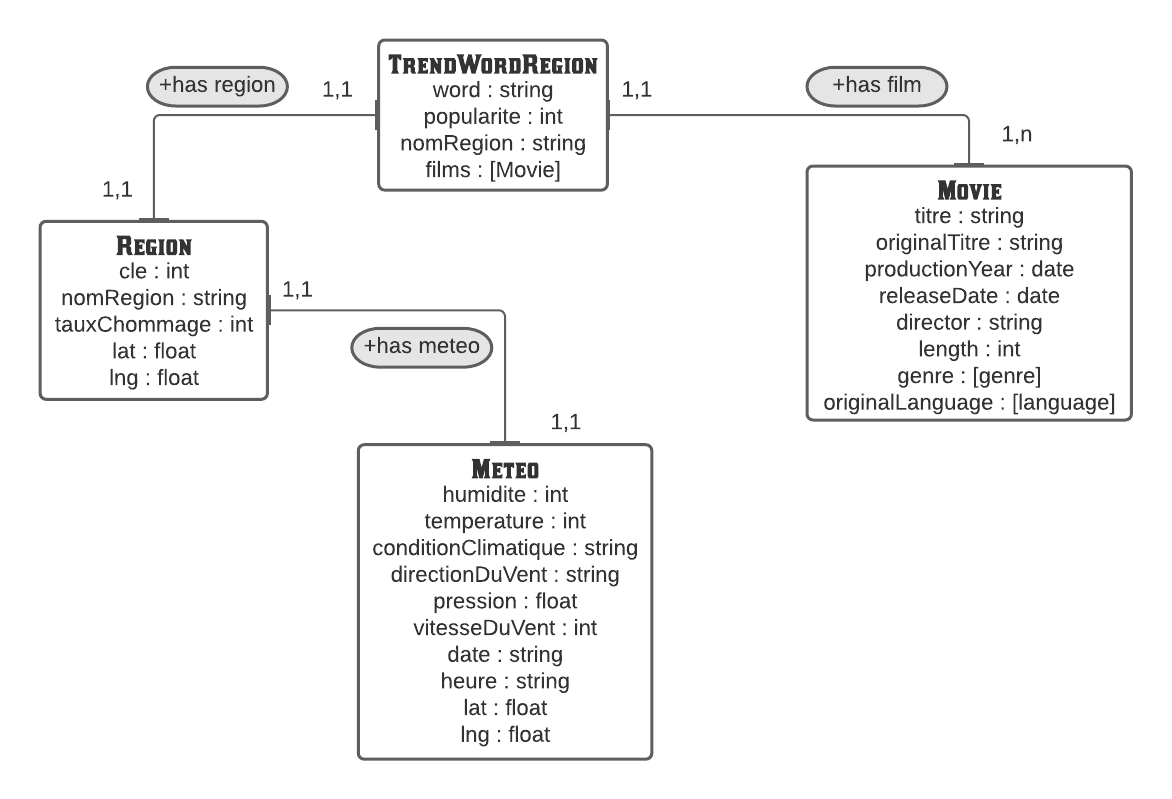 TrendWordRegion
word : string
popularite : int
nomRegion : string
films : [Movie]
+has region
1,1
1,1
+has film
1,n
1,1
Region
cle : int
nomRegion : string
tauxChommage : int
lat : float
lng : float
Movie
titre : string
originalTitre : string
productionYear : date
releaseDate : date
director : string
length : int
genre : [genre]
originalLanguage : [language]
1,1
+has meteo
1,1
Meteo
humidite : int
temperature : int
conditionClimatique : string
directionDuVent : string
pression : float
vitesseDuVent : int
date : string
heure : string
lat : float
lng : float